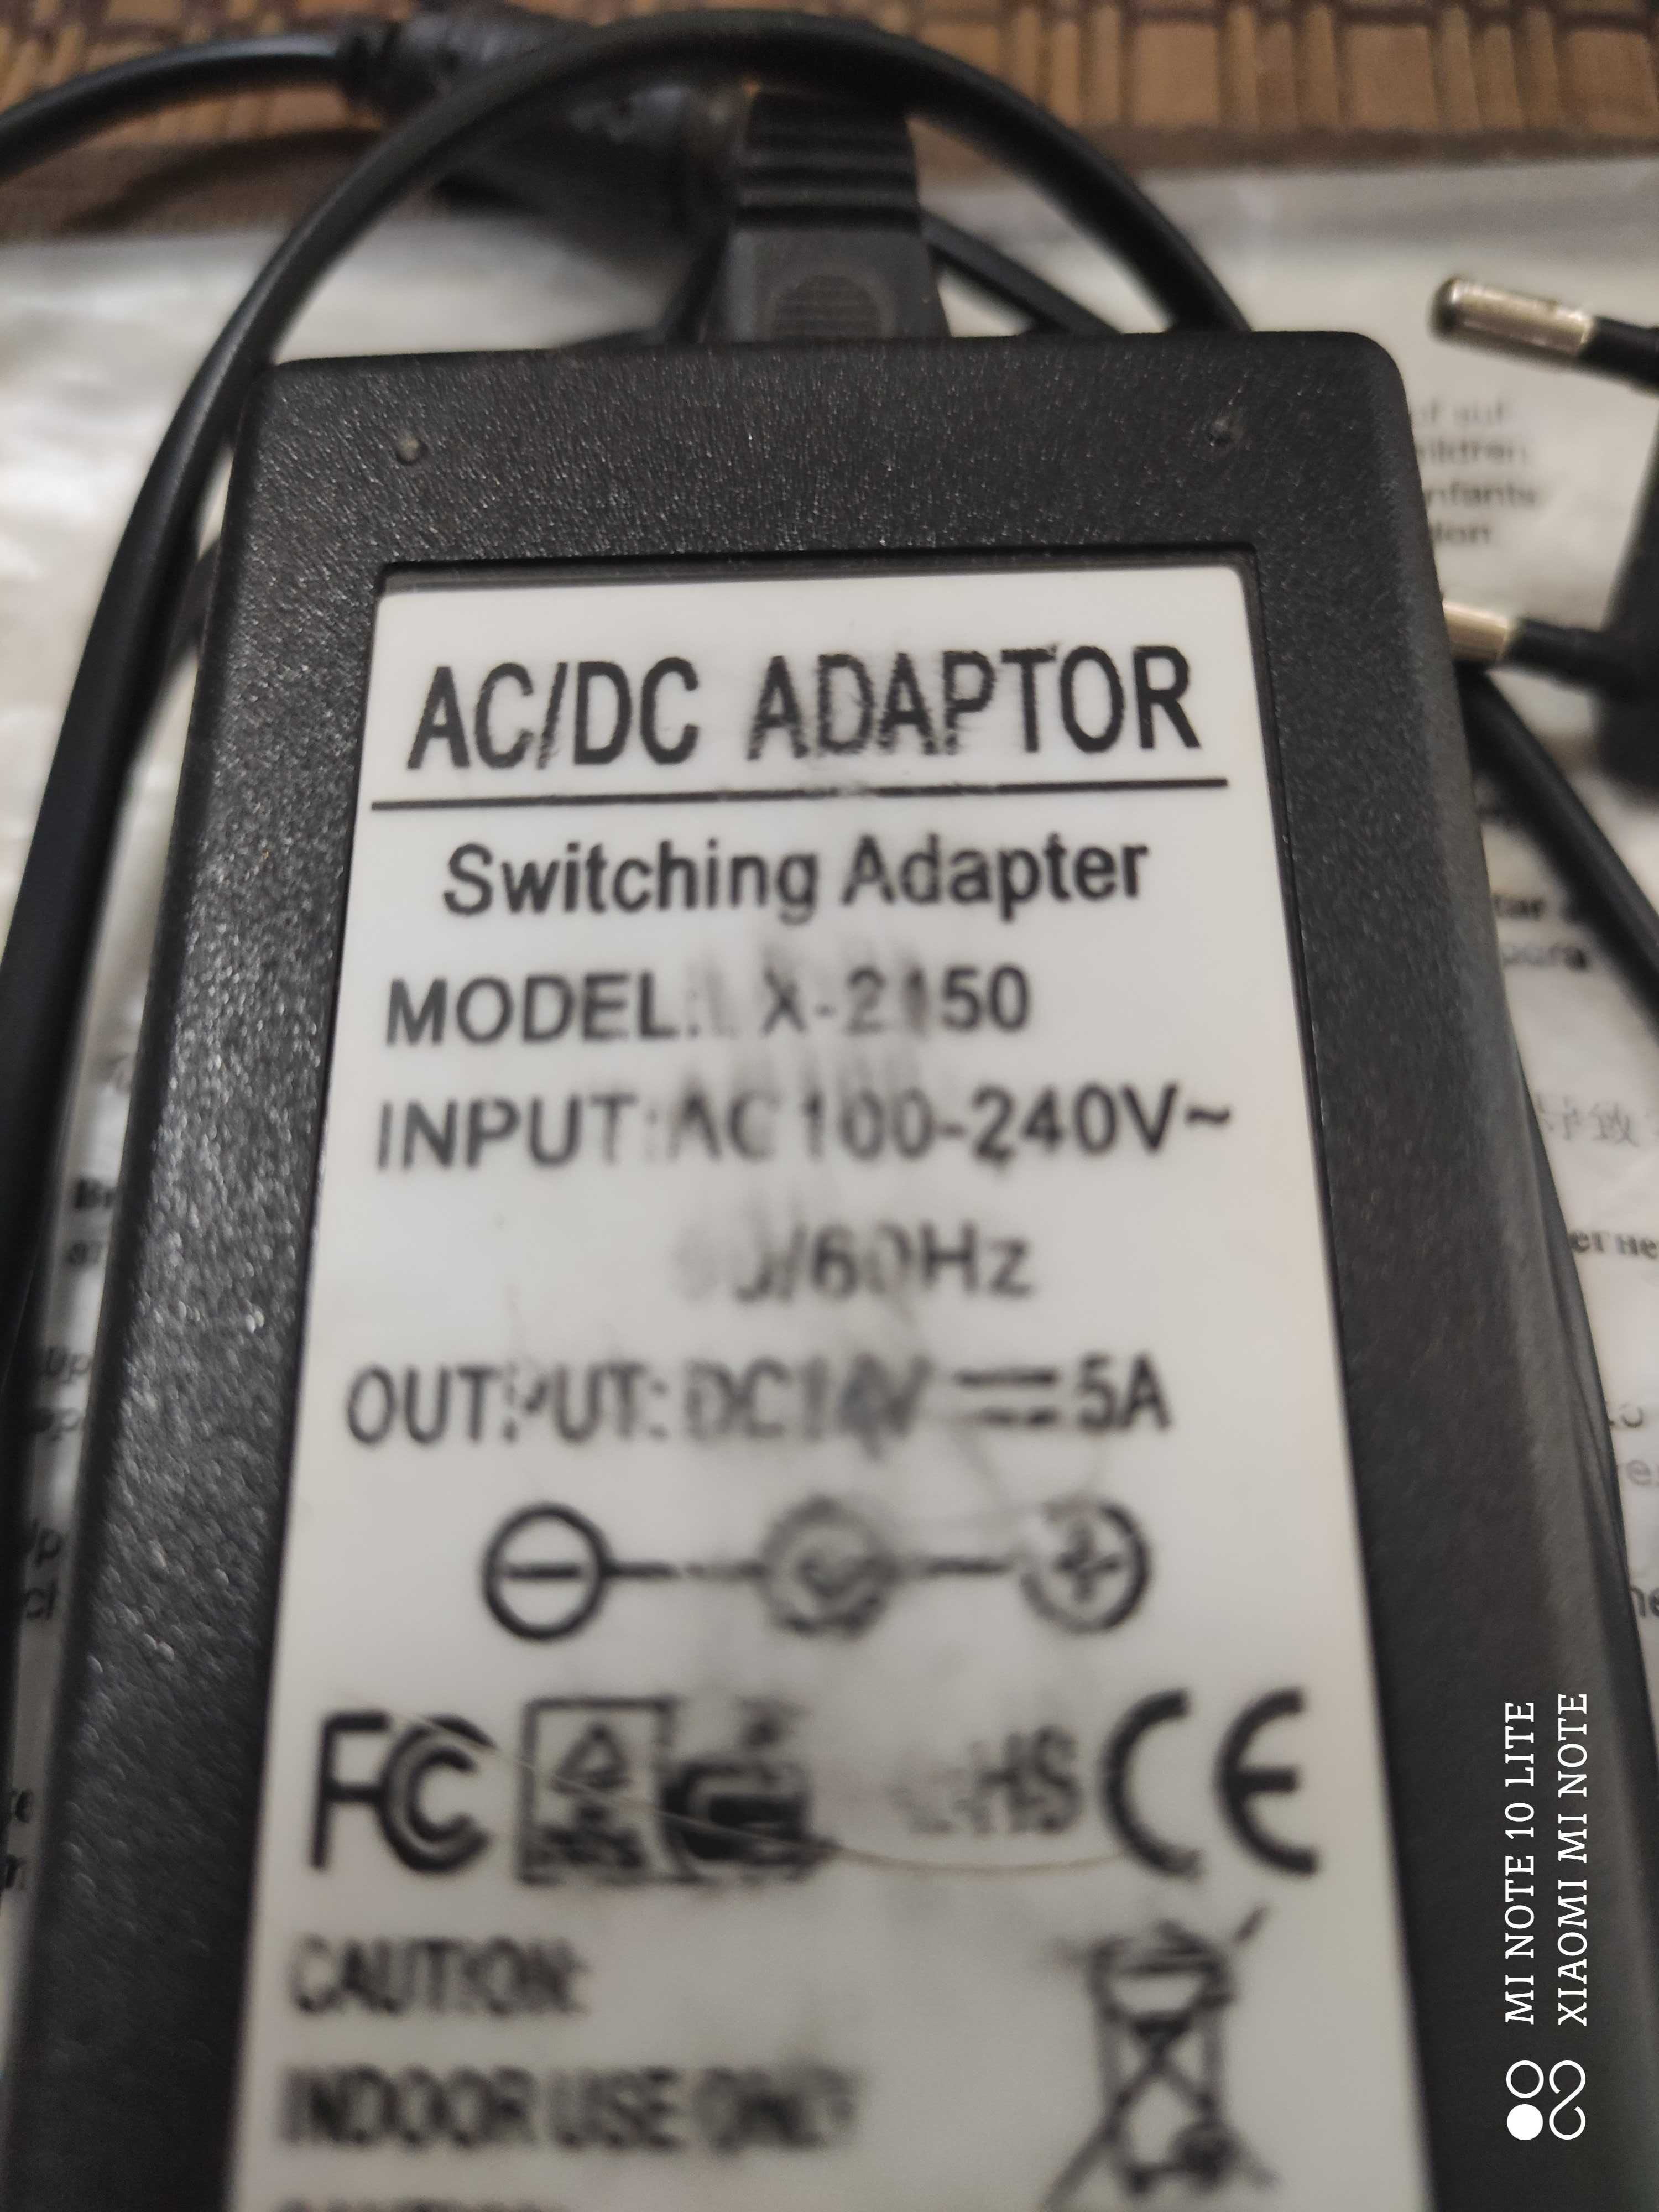 AC/DC ADAPTOR
Switching Adapter
MODEL: X-2150
INPUT:AC100-240V~
/60Hz
OUTPUT: DC14V 5A
FC CE
CAUTION:
INDOOR USE ONLY
MI NOTE 10 LITE
XIAOMI MI NOTE